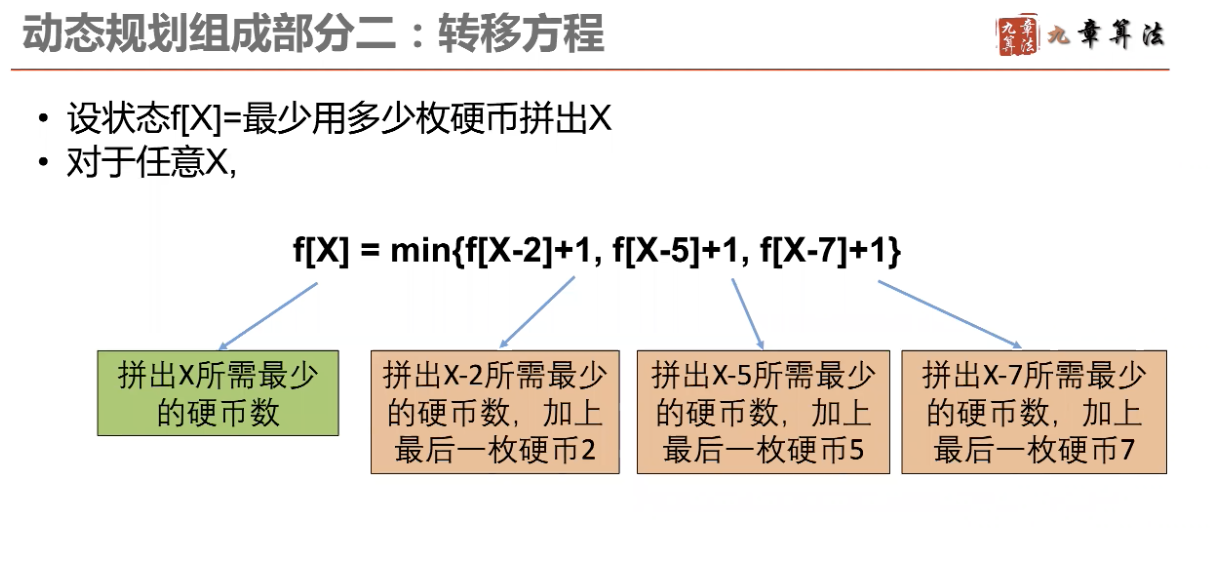 动态规划组成部分二：转移方程
九章算法
九章算法
• 设状态f[X]=最少用多少枚硬币拼出X
• 对于任意X,
f[X] = min{f[X-2]+1, f[X-5]+1, f[X-7]+1}
拼出X所需最少
的硬币数
拼出X-2所需最少
的硬币数，加上
最后一枚硬币2
拼出X-5所需最少
的硬币数，加上
最后一枚硬币5
拼出X-7所需最少
的硬币数，加上
最后一枚硬币7